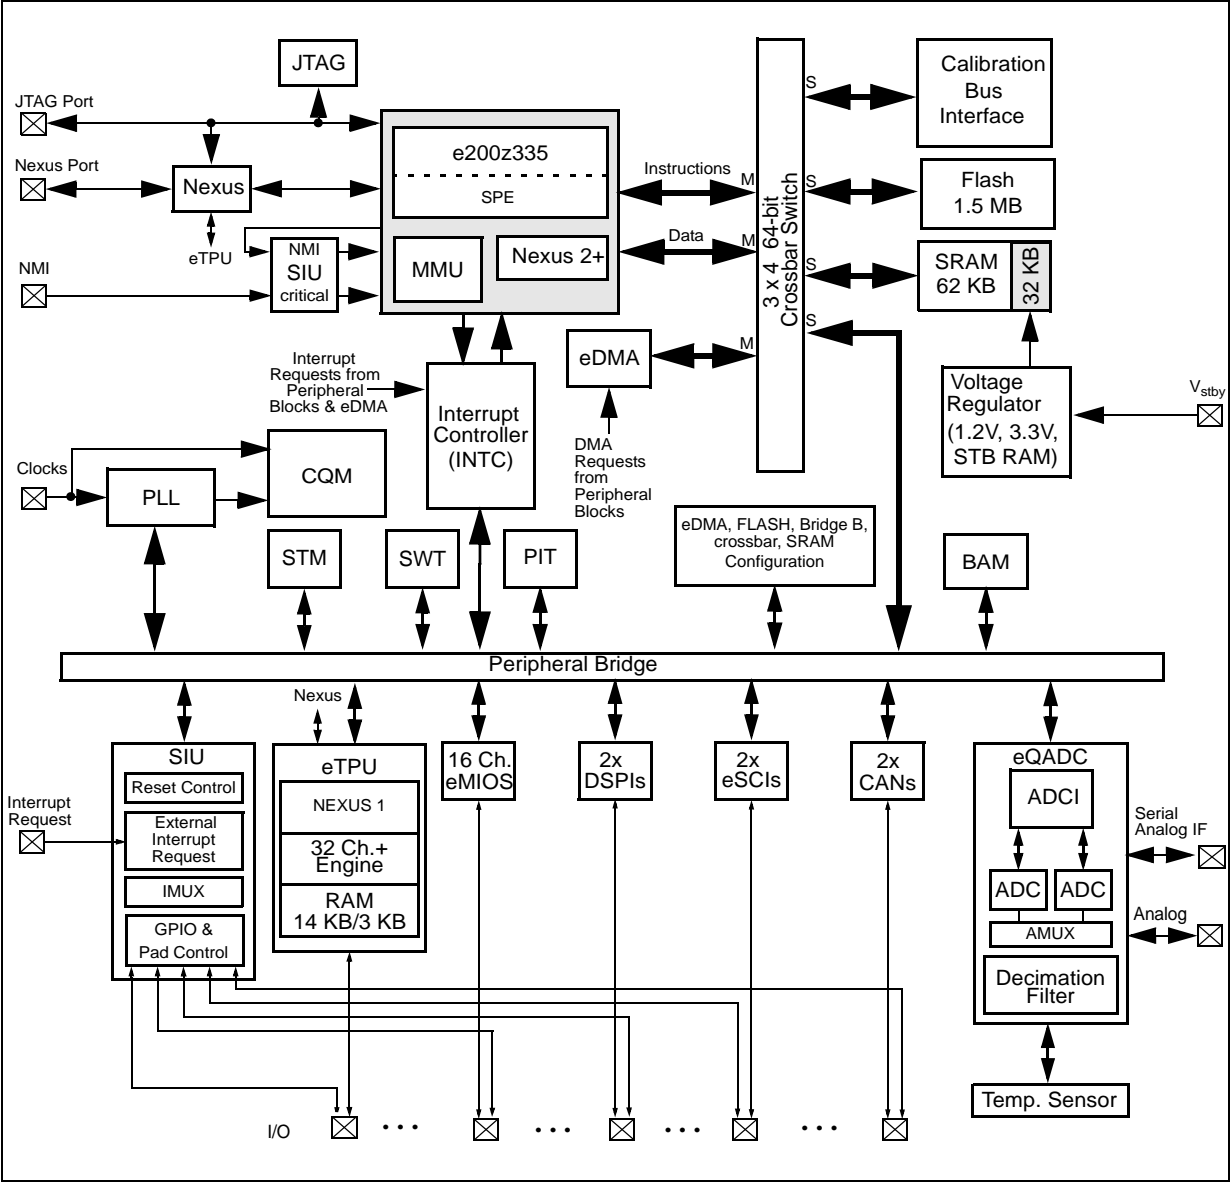 JTAG
JTAG Port
Nexus Port
Nexus
eTPU
NMI
NMI
SIU
critical
e200z335
SPE
MMU
Nexus 2+
Instructions
M
Data
M
eDMA
M
DMA
Requests
from
Peripheral
Blocks
3 x 4 64-bit
Crossbar Switch
S
S
S
S
Calibration
Bus
Interface
Flash
1.5 MB
SRAM
62 KB
32 KB
Voltage
Regulator
(1.2V, 3.3V,
STB RAM)
Vstby
Interrupt
Requests from
Peripheral
Blocks & eDMA
Interrupt
Controller
(INTC)
Clocks
PLL
CQM
STM
SWT
PIT
eDMA, FLASH, Bridge B,
crossbar, SRAM
Configuration
BAM
Peripheral Bridge
Interrupt
Request
SIU
Reset Control
External
Interrupt
Request
IMUX
GPIO &
Pad Control
Nexus
eTPU
NEXUS 1
32 Ch.+
Engine
RAM
14 KB/3 KB
16 Ch.
eMIOS
2x
DSPIs
2x
eSCIs
2x
CANs
eQADC
ADCI
ADC
ADC
AMUX
Decimation
Filter
Serial
Analog IF
Analog
Temp. Sensor
I/O
• • •
• • •
• • •
• • •